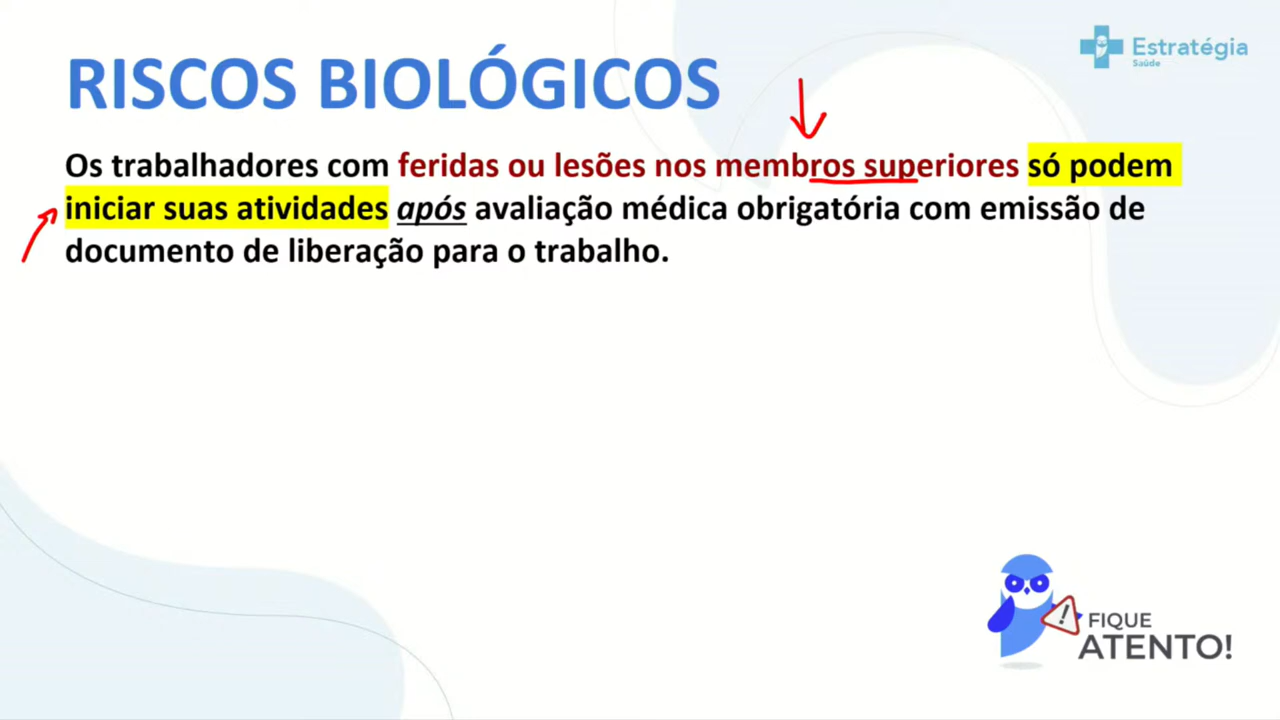 Estratégia
Saúde
RISCOS BIOLÓGICOS
Os trabalhadores com feridas ou lesões nos membros superiores só podem
iniciar suas atividades após avaliação médica obrigatória com emissão de
documento de liberação para o trabalho.
FIQUE
ATENTO!